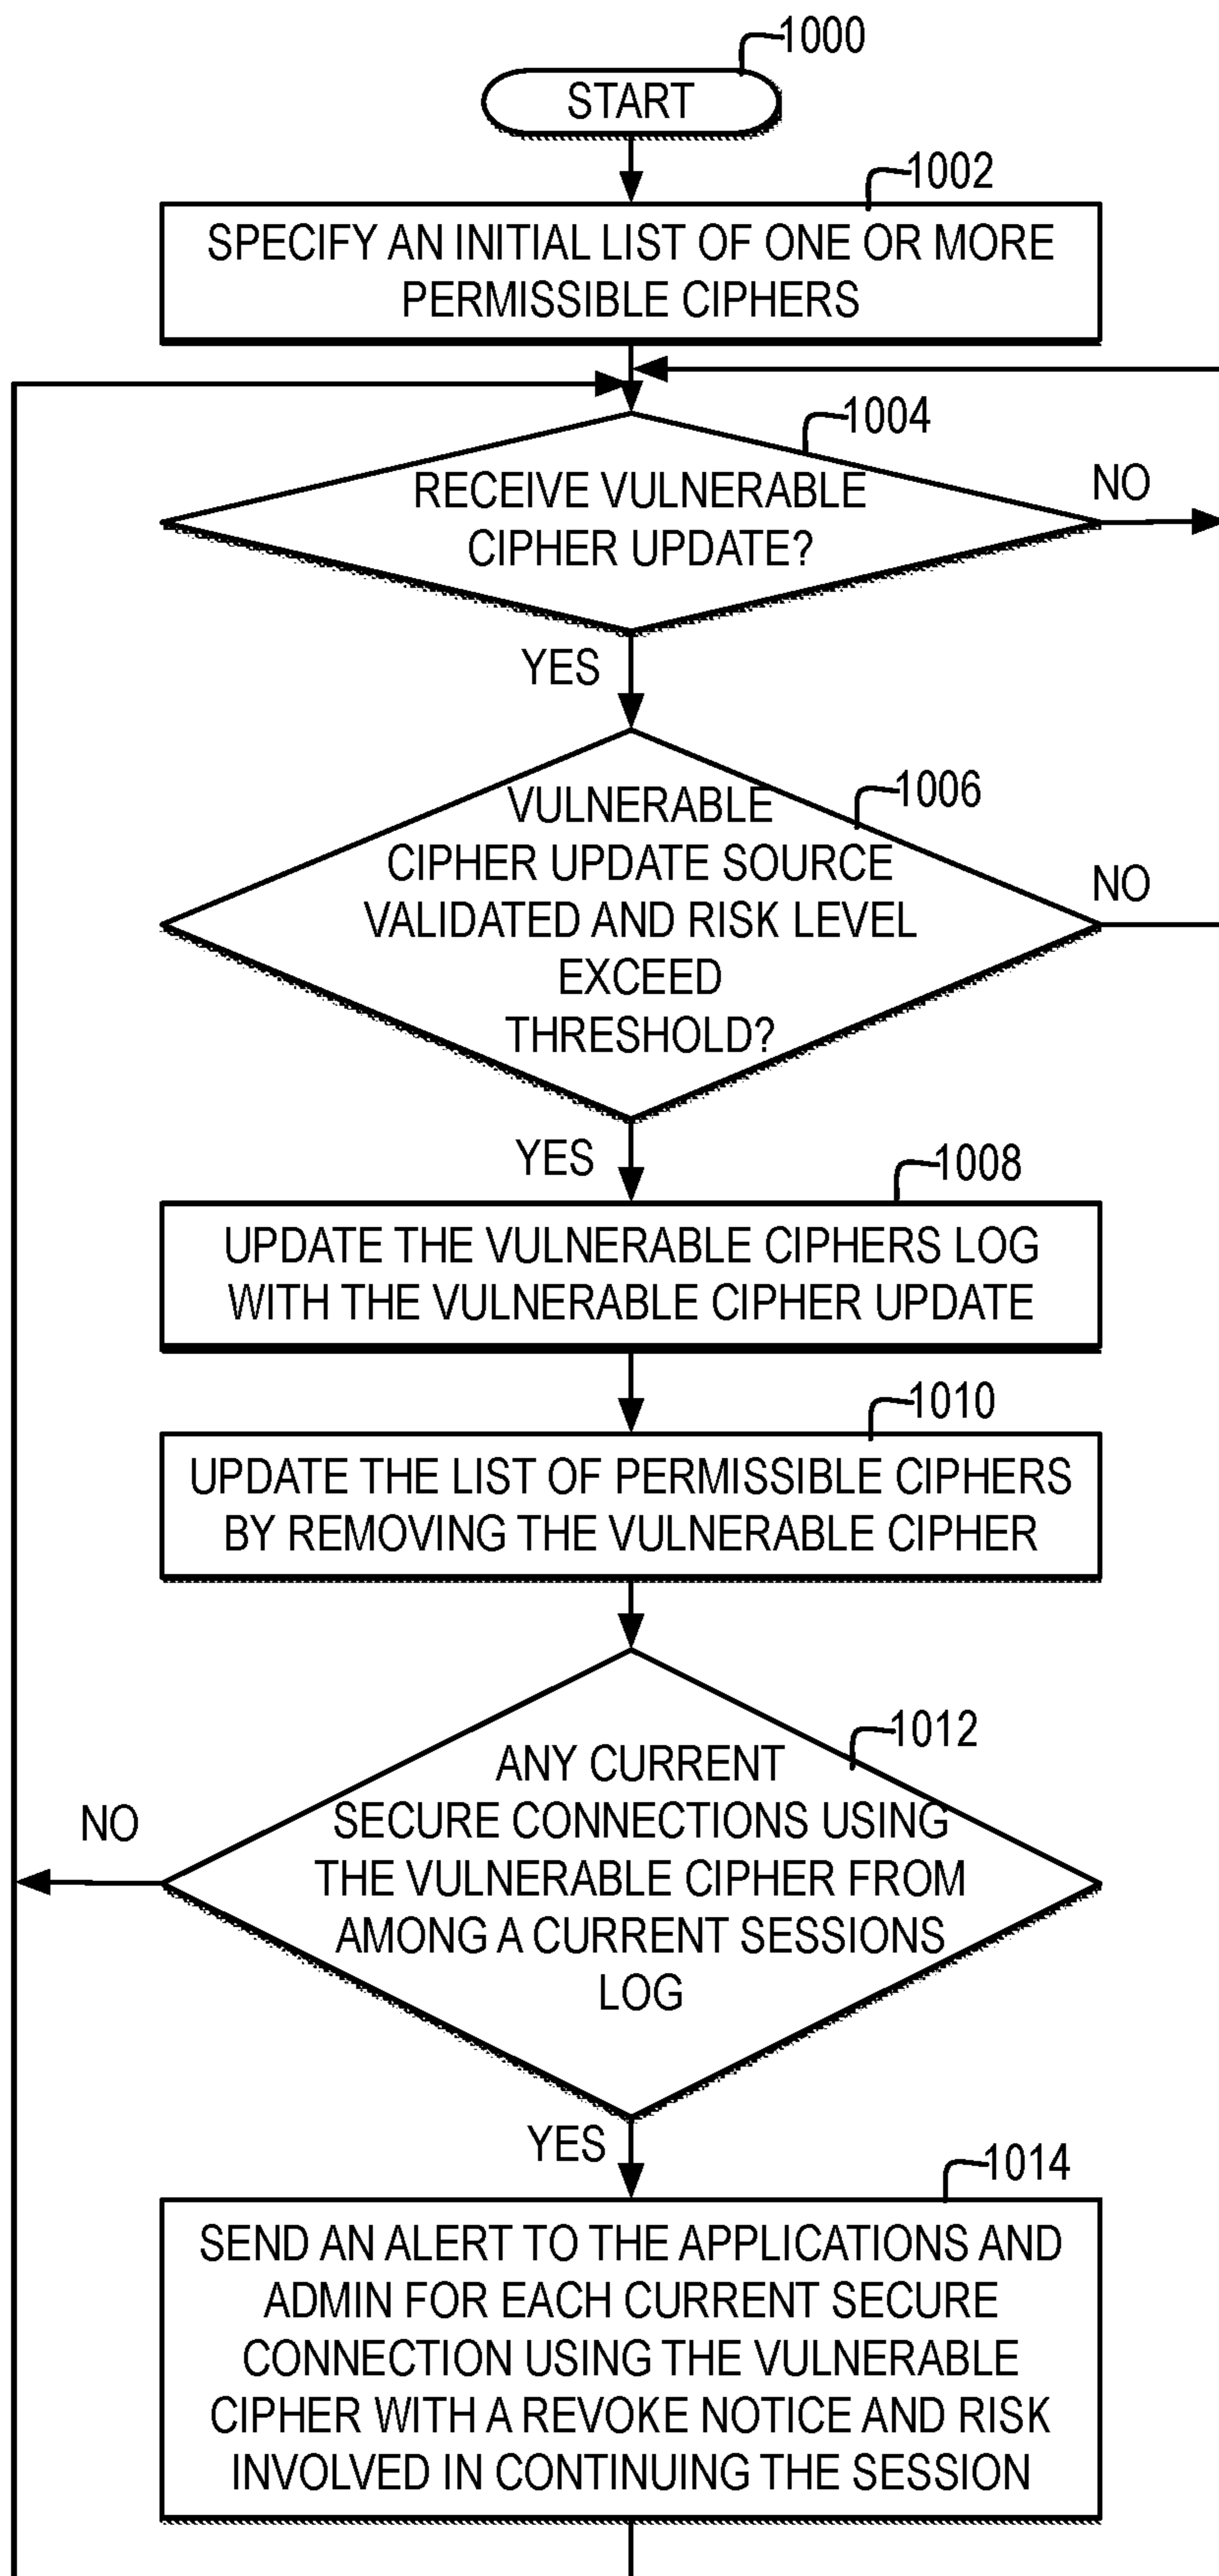 1000
START
1002
SPECIFY AN INITIAL LIST OF ONE OR MORE
PERMISSIBLE CIPHERS
1004
RECEIVE VULNERABLE
CIPHER UPDATE?
NO
YES
1006
VULNERABLE
CIPHER UPDATE SOURCE
VALIDATED AND RISK LEVEL
EXCEED
THRESHOLD?
NO
YES
1008
UPDATE THE VULNERABLE CIPHERS LOG
WITH THE VULNERABLE CIPHER UPDATE
1010
UPDATE THE LIST OF PERMISSIBLE CIPHERS
BY REMOVING THE VULNERABLE CIPHER
1012
ANY CURRENT
SECURE CONNECTIONS USING
THE VULNERABLE CIPHER FROM
AMONG A CURRENT SESSIONS
LOG
NO
YES
1014
SEND AN ALERT TO THE APPLICATIONS AND
ADMIN FOR EACH CURRENT SECURE
CONNECTION USING THE VULNERABLE
CIPHER WITH A REVOKE NOTICE AND RISK
INVOLVED IN CONTINUING THE SESSION